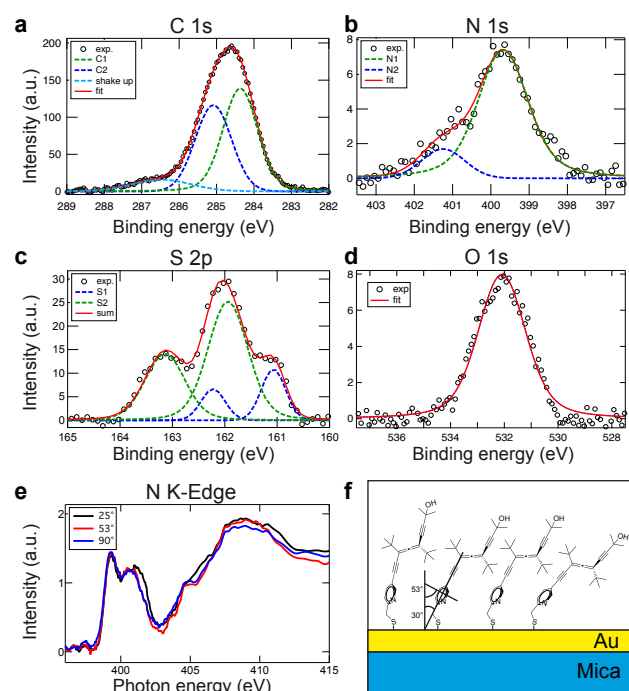 a
C 1s
exp.
C1
C2
shake up
fit
200
150
100
50
0
289
288
287
286
285
284
283
282
Intensity (a.u.)
Binding energy (eV)
b
N 1s
exp.
N1
N2
fit
8
6
4
2
0
403
402
401
400
399
398
397
Binding energy (eV)
c
S 2p
exp.
S1
S2
sum
30
25
20
15
10
5
0
165
164
163
162
161
160
Intensity (a.u.)
Binding energy (eV)
d
O 1s
exp
fit
8
6
4
2
0
536
534
532
530
528
Binding energy (eV)
e
N K-Edge
25°
53°
90°
2
1
0
400
405
410
415
Intensity (a.u.)
Photon energy (eV)
f
OH
OH
OH
OH
53°
30°
N
N
N
N
S
S
S
S
Au
Mica